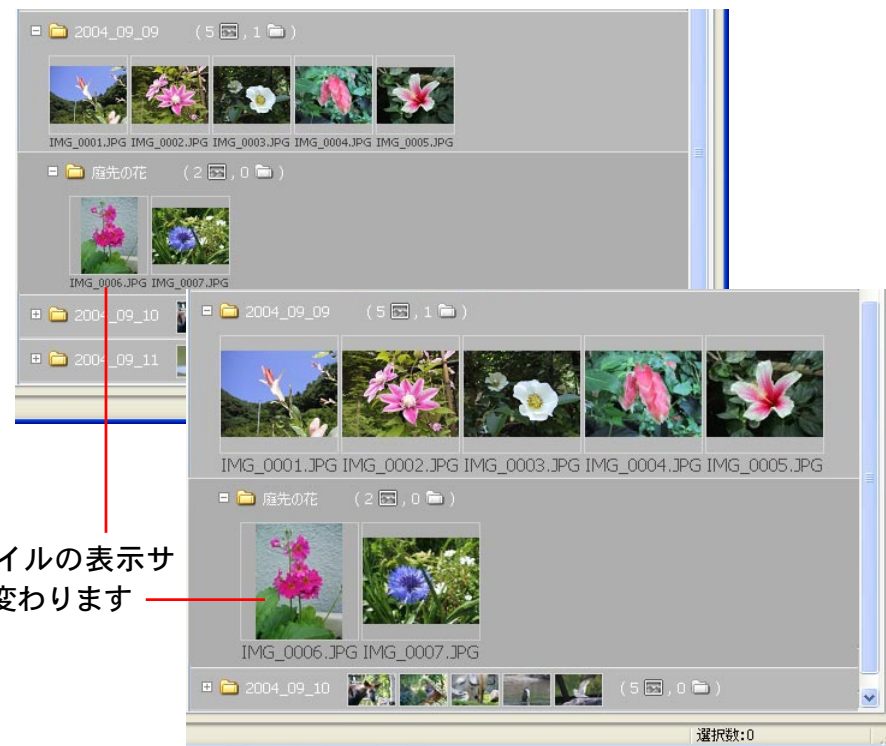 2004_09_09 (5, 1)
IMG_0001.JPG IMG_0002.JPG IMG_0003.JPG IMG_0004.JPG IMG_0005.JPG
庭先の花 (2, 0)
IMG_0006.JPG IMG_0007.JPG
2004_09_10
2004_09_11
2004_09_09 (5, 1)
IMG_0001.JPG IMG_0002.JPG IMG_0003.JPG IMG_0004.JPG IMG_0005.JPG
庭先の花 (2, 0)
IMG_0006.JPG IMG_0007.JPG
2004_09_10 (5, 0)
選択数:0
イルの表示サ
変わります